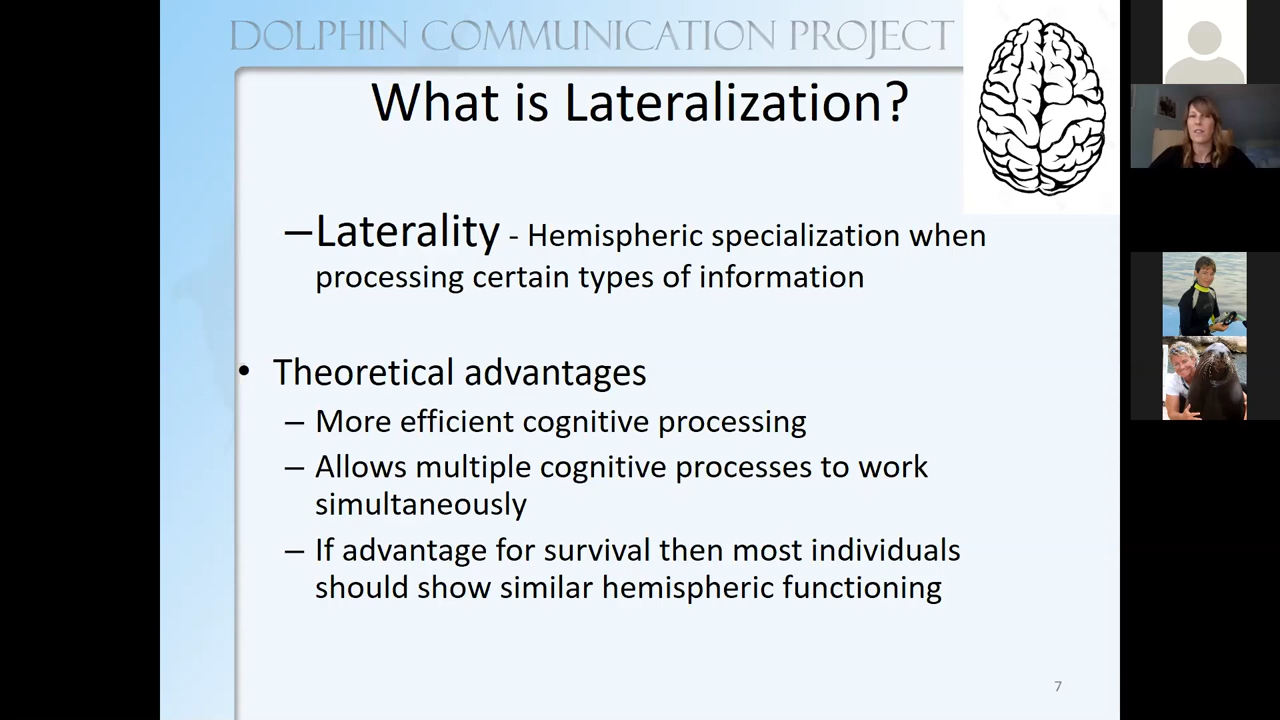 DOLPHIN COMMUNICATION PROJECT
What is Lateralization?
–Laterality - Hemispheric specialization when
processing certain types of information
• Theoretical advantages
– More efficient cognitive processing
– Allows multiple cognitive processes to work
simultaneously
– If advantage for survival then most individuals
should show similar hemispheric functioning
7